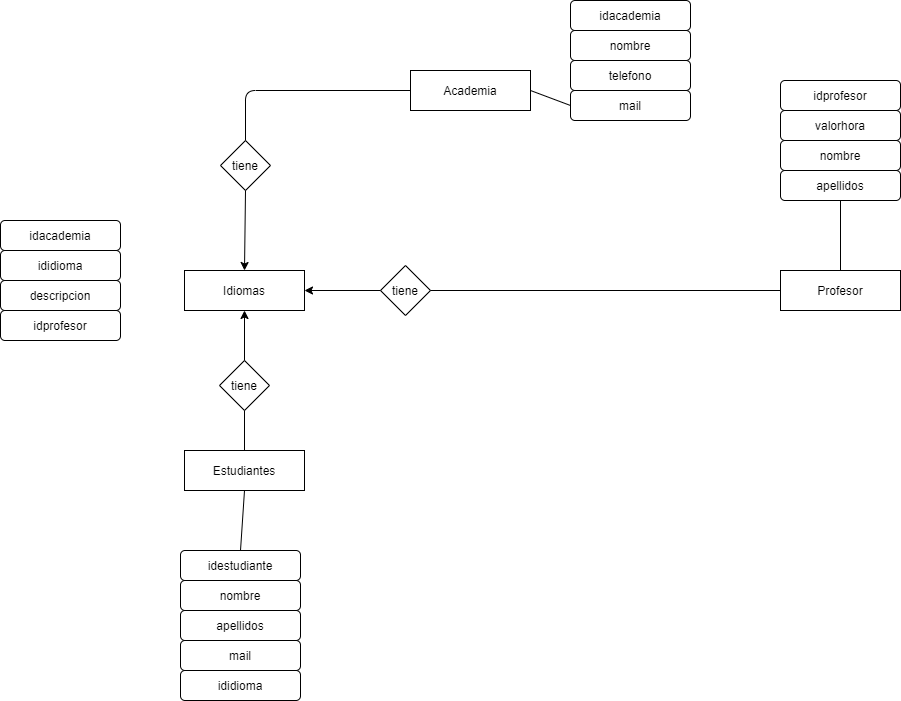 idacademia
nombre
telefono
mail
Academia
idprofesor
valorhora
nombre
apellidos
tiene
idacademia
ididioma
descripcion
idprofesor
Idiomas
tiene
Profesor
tiene
Estudiantes
idestudiante
nombre
apellidos
mail
ididioma